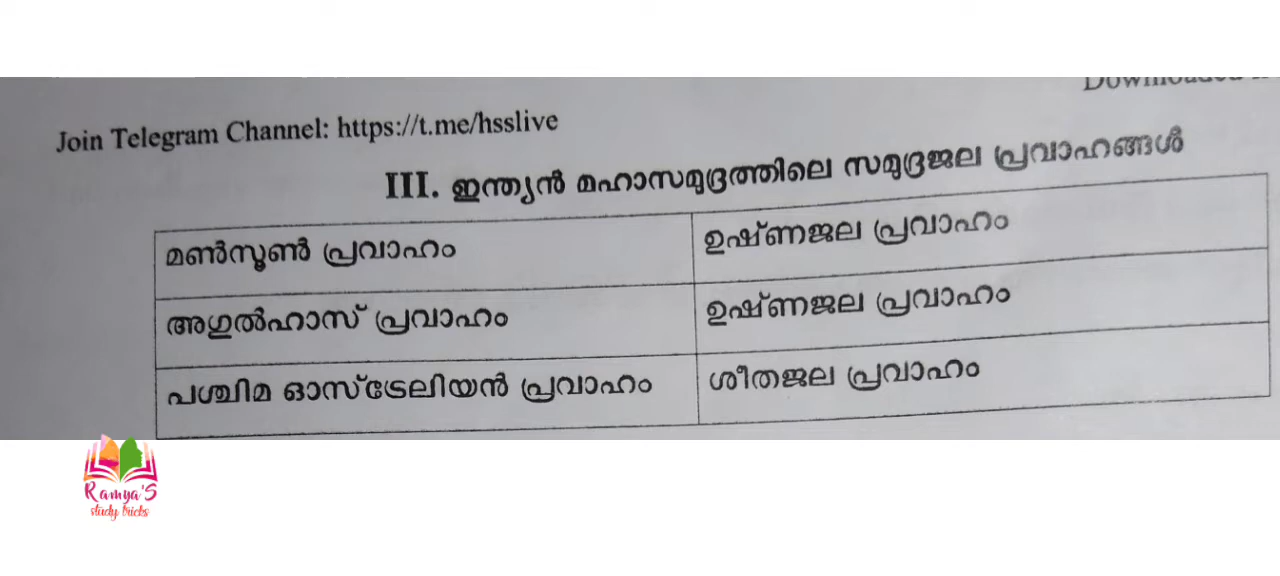 Join Telegram Channel: https://t.me/hsslive
III. ഇന്ത്യൻ മഹാസമുദ്രത്തിലെ സമുദ്രജല പ്രവാഹങ്ങൾ
മൺസൂൺ പ്രവാഹം ഉഷ്ണജല പ്രവാഹം
അഗുൽഹാസ് പ്രവാഹം ഉഷ്ണജല പ്രവാഹം
പശ്ചിമ ഓസ്ട്രേലിയൻ പ്രവാഹം ശീതജല പ്രവാഹം
Ramya'S
study tricks